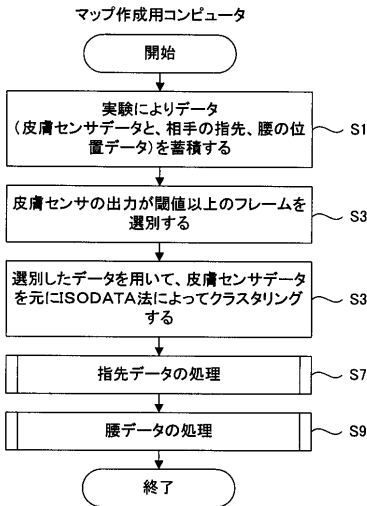 マップ作成用コンピュータ
開始
実験によりデータ
(皮膚センサデータと、相手の指先、腰の位
置データ)を蓄積する
S1
皮膚センサの出力が閾値以上のフレームを
選別する
S3
選別したデータを用いて、皮膚センサデータ
を元にISODATA法によってクラスタリング
する
S3
指先データの処理
S7
腰データの処理
S9
終了